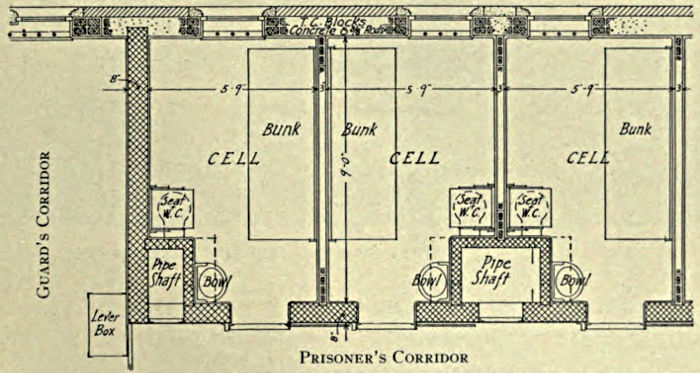 T.C. Blocks
Concrete 6 ⅝ Rods
8"
5'-9"
3"
5'-9"
3"
5'-9"
3"
Bunk
Bunk
Bunk
CELL
CELL
CELL
9'-0"
GUARD'S CORRIDOR
Seat
W.C.
Seat
W.C.
Seat
W.C.
Pipe
Shaft
Bowl
Bowl
Pipe
Shaft
Bowl
Lever
Box
8"
PRISONER'S CORRIDOR